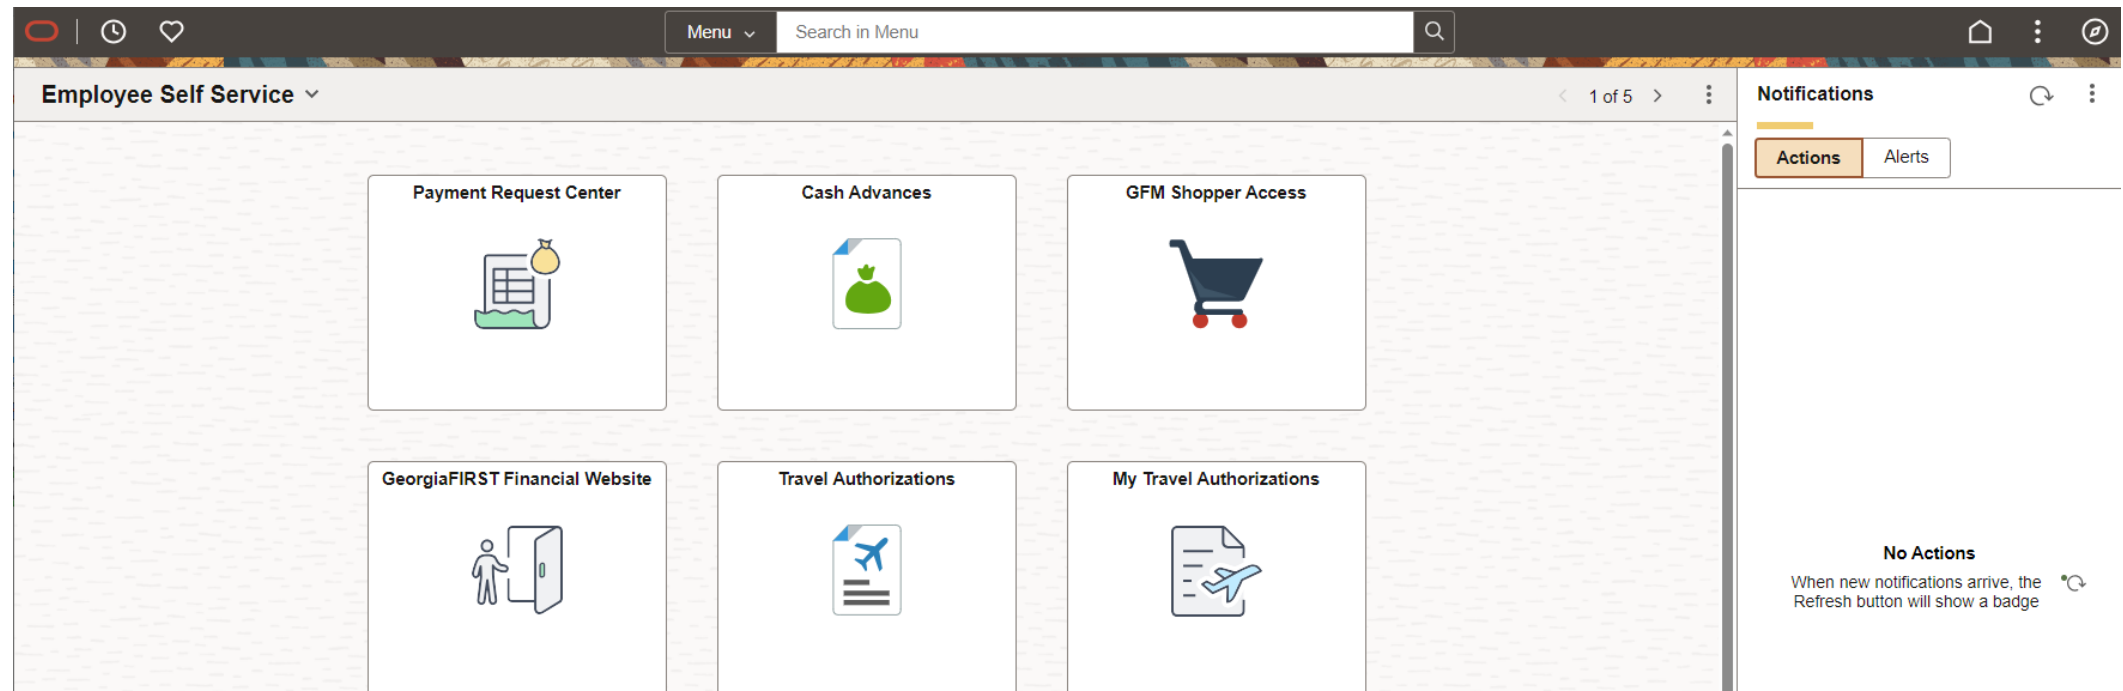 Menu
Search in Menu
Employee Self Service
1 of 5
Notifications
Actions
Alerts
Payment Request Center
Cash Advances
GFM Shopper Access
GeorgiaFIRST Financial Website
Travel Authorizations
My Travel Authorizations
No Actions
When new notifications arrive, the
Refresh button will show a badge